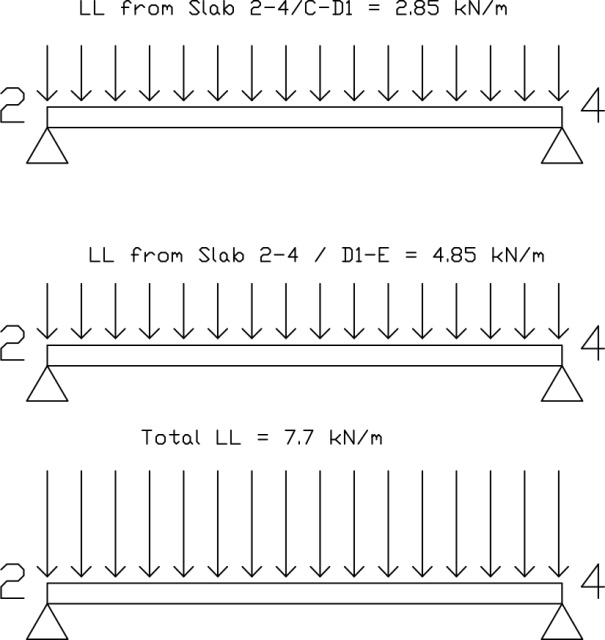 LL from Slab 2-4/C-D1 = 2.85 kN/m
2 4
LL from Slab 2-4 / D1-E = 4.85 kN/m
2 4
Total LL = 7.7 kN/m
2 4